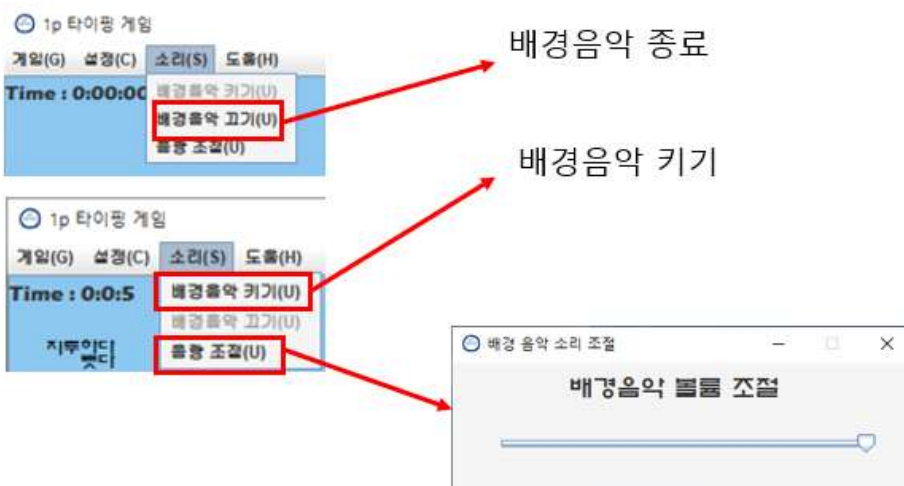 1p 타이핑 게임
게임(G) 설정(C) 소리(S) 도움(H)
Time : 0:00:00
배경음악 키기(U)
배경음악 끄기(U)
음량 조절(U)
배경음악 종료
배경음악 키기
1p 타이핑 게임
게임(G) 설정(C) 소리(S) 도움(H)
Time : 0:0:5
배경음악 키기(U)
배경음악 끄기(U)
음량 조절(U)
배경 음악 소리 조절
배경음악 볼륨 조절